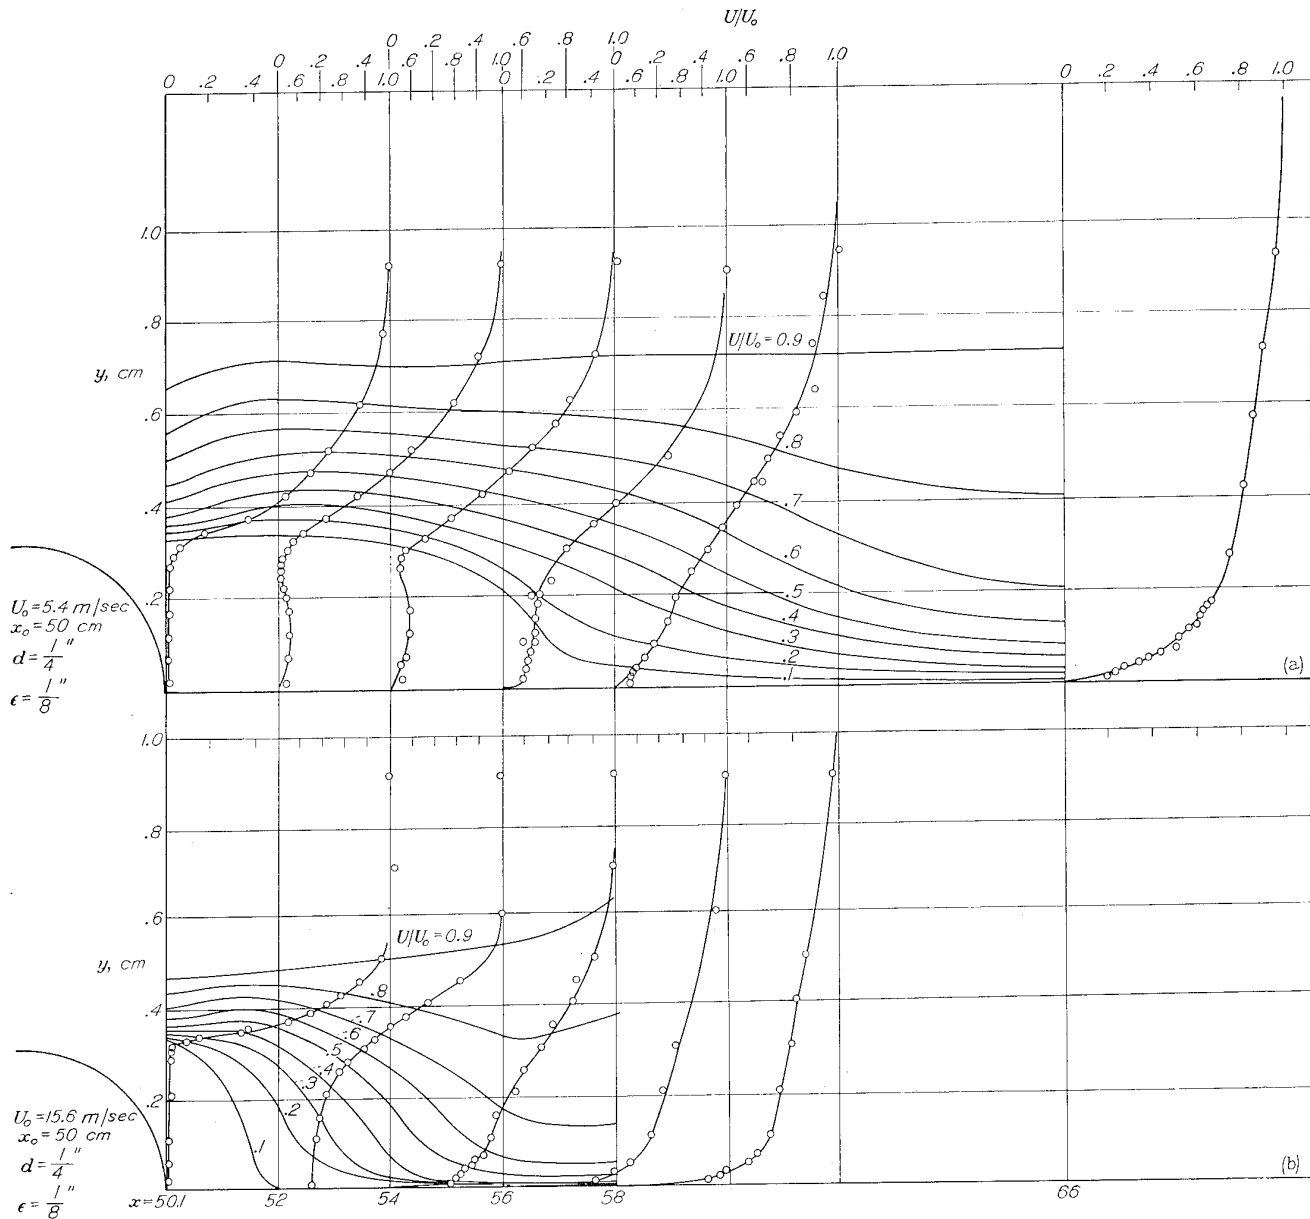 U/U₀
0 .2 .4 .6 .8 1.0
0 .2 .4 .6 .8 1.0 0 .2 .4 .6 .8 1.0
0 .2 .4 .6 .8 1.0 .6 .8 1.0 0 .2 .4 .6 .8 1.0 .6 .8 1.0 0 .2 .4 .6 .8 1.0
1.0
.8
U/U₀=0.9
y, cm
.6
.8
.4
.7
.6
.5
.2
.4
.3
.2
.1
U₀=5.4 m/sec
x₀=50 cm
d=1/4"
ϵ=1/8"
(a)
1.0
.8
.6
U/U₀=0.9
y, cm
.8
.4
.7
.6
.5
.4
.3
.2
.2
.1
U₀=15.6 m/sec
x₀=50 cm
d=1/4"
ϵ=1/8"
(b)
x=50.1 52 54 56 58 66